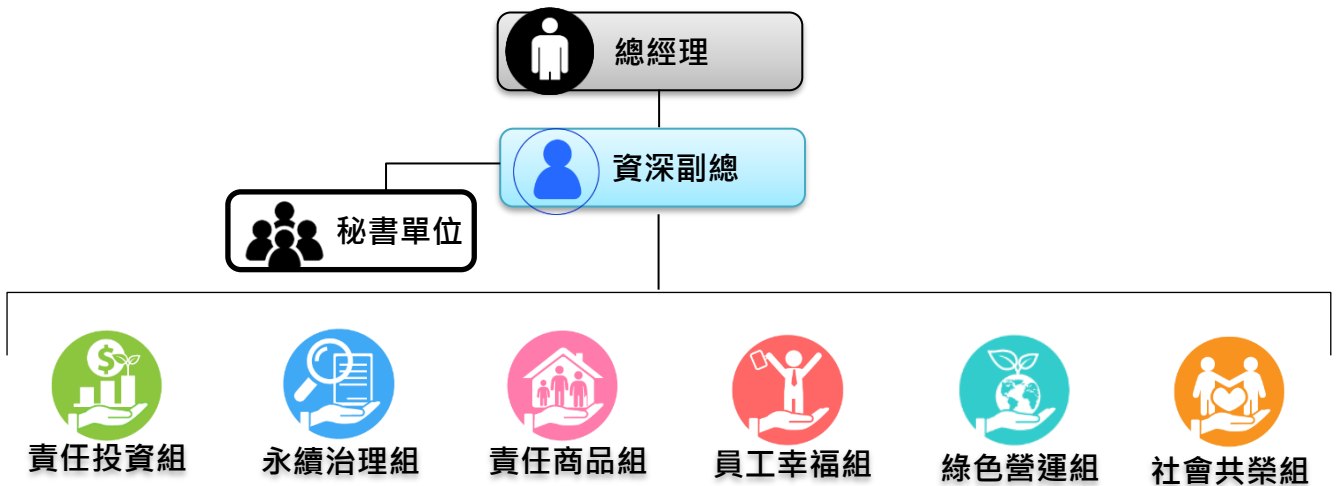 總經理
資深副總
秘書單位
責任投資組
永續治理組
責任商品組
員工幸福組
綠色營運組
社會共榮組